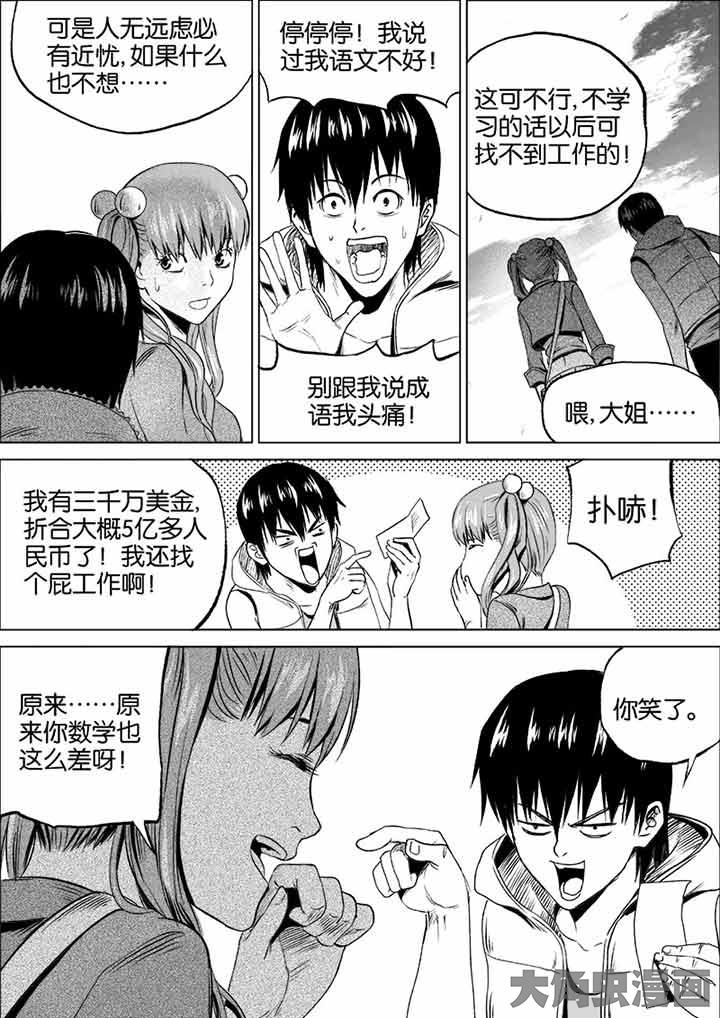 可是人无远虑必
有近忧,如果什么
也不想……
停停停！我说
过我语文不好！
别跟我说成
语我头痛！
这可不行,不学
习的话以后可
找不到工作的！
喂,大姐……
我有三千万美金,
折合大概5亿多人
民币了！我还找
个屁工作啊！
扑哧！
原来……原
来你数学也
这么差呀！
你笑了。
大角虫漫画